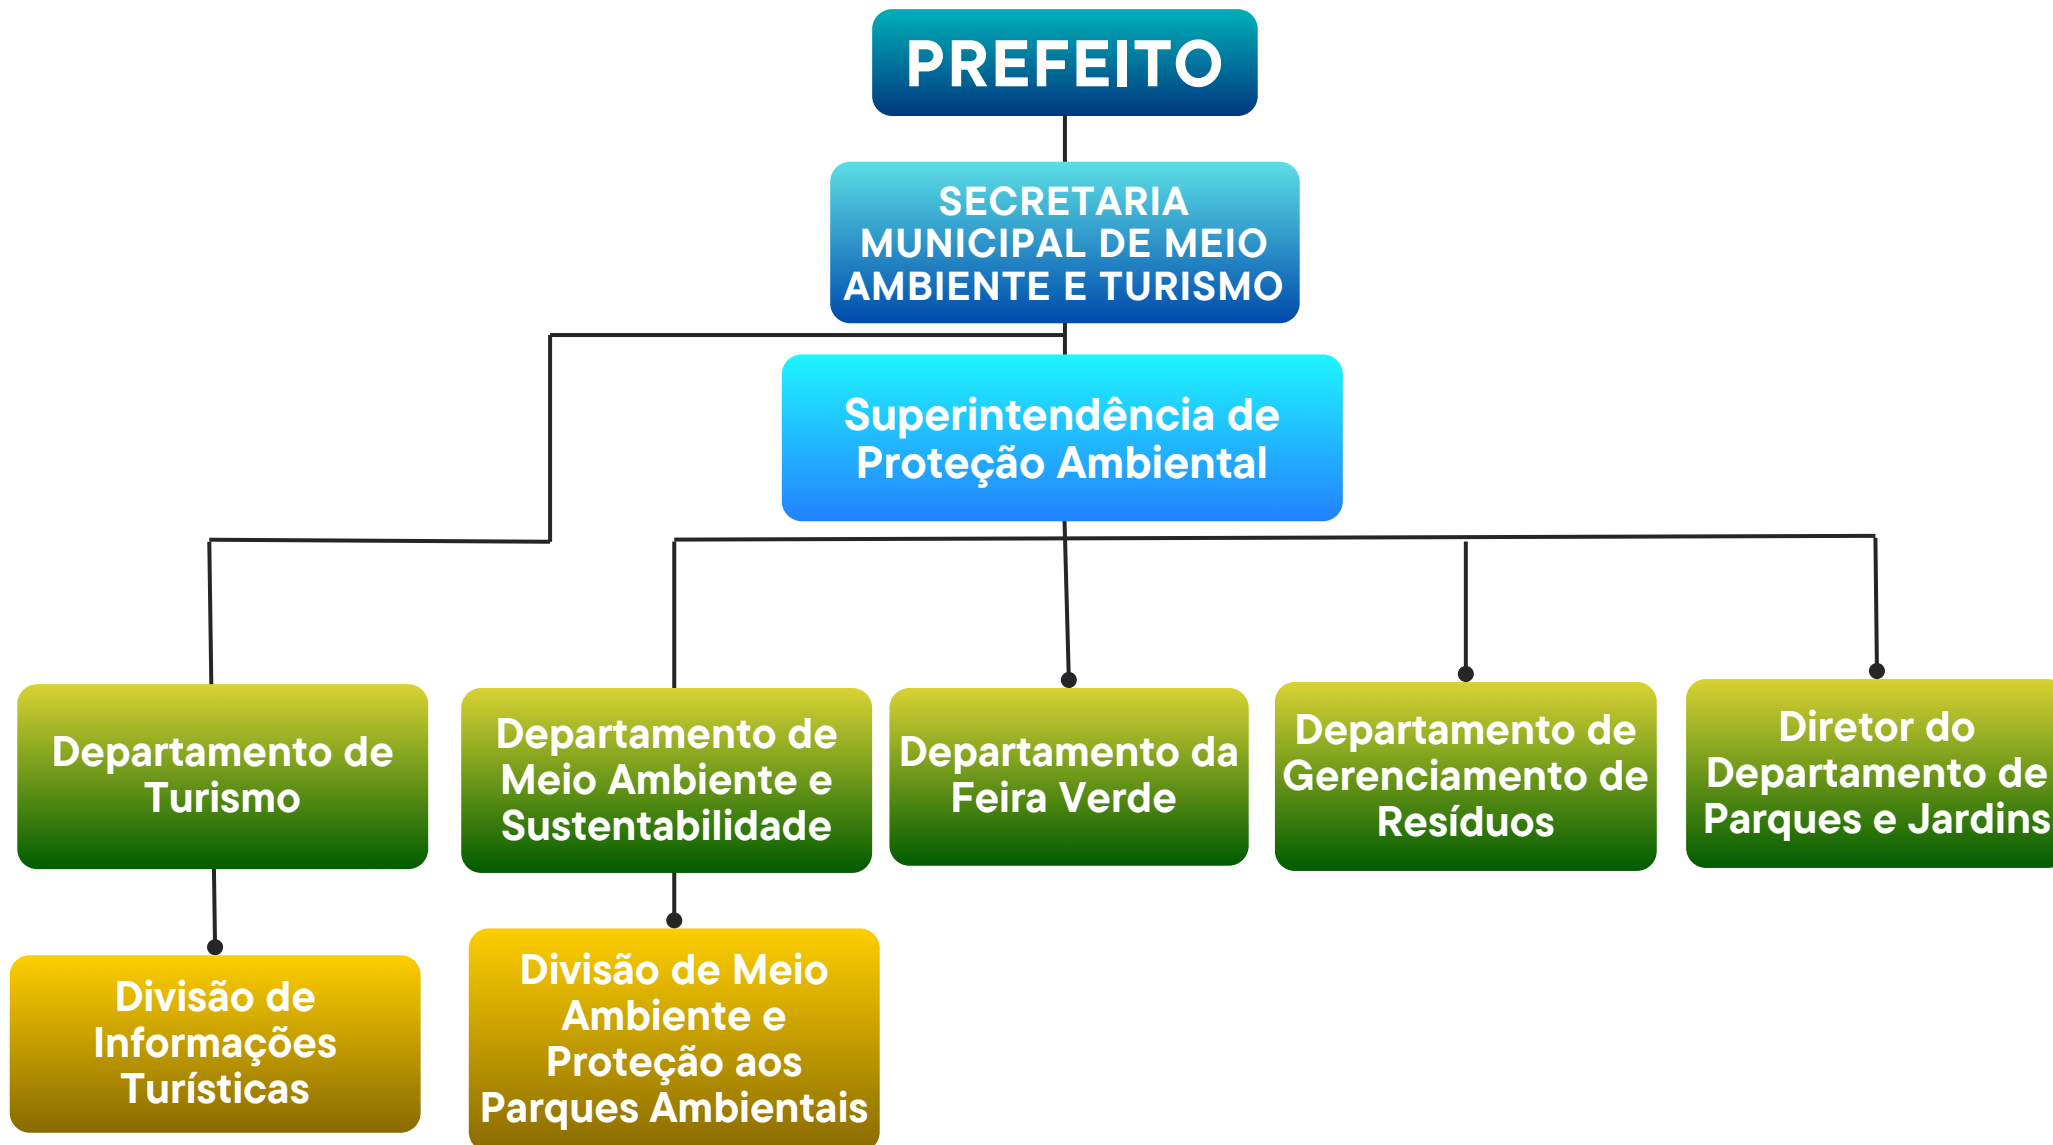 PREFEITO
SECRETARIA
MUNICIPAL DE MEIO
AMBIENTE E TURISMO
Superintendência de
Proteção Ambiental
Departamento de
Turismo
Departamento de
Meio Ambiente e
Sustentabilidade
Departamento da
Feira Verde
Departamento de
Gerenciamento de
Resíduos
Diretor do
Departamento de
Parques e Jardins
Divisão de
Informações
Turísticas
Divisão de Meio
Ambiente e
Proteção aos
Parques Ambientais